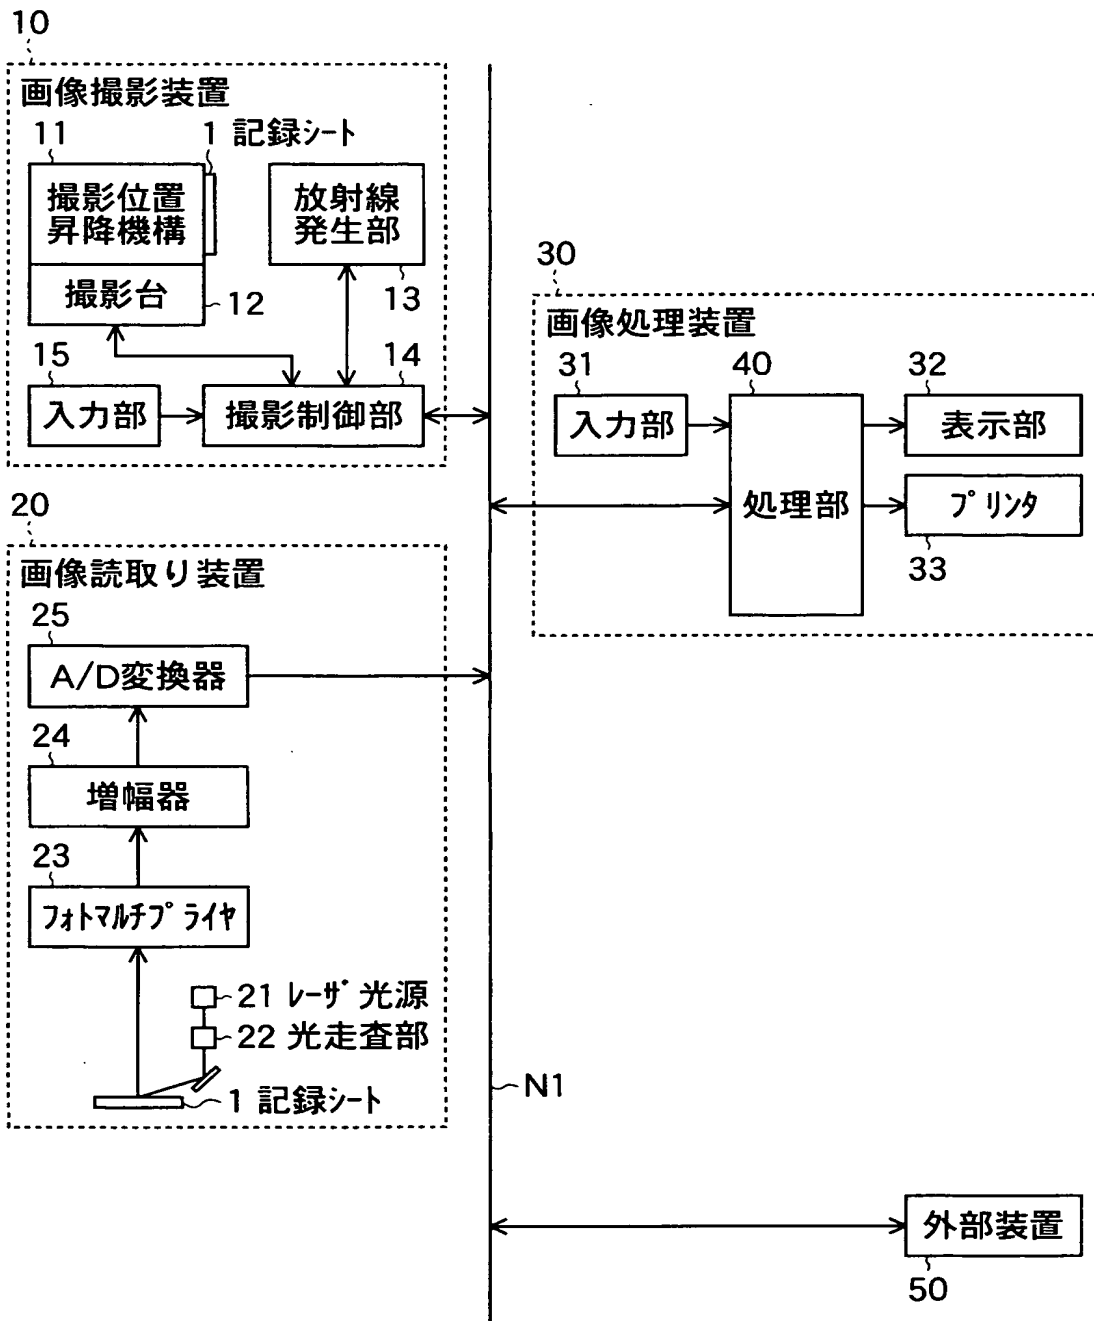 10
画像撮影装置
11
1 記録シート
撮影位置
昇降機構
放射線
発生部
撮影台
12
13
15
14
入力部
撮影制御部
20
画像読取り装置
25
A/D変換器
24
増幅器
23
フォトマルチプライヤ
21 レーザ光源
22 光走査部
1 記録シート
30
画像処理装置
31
40
32
入力部
表示部
処理部
プリンタ
33
N1
外部装置
50